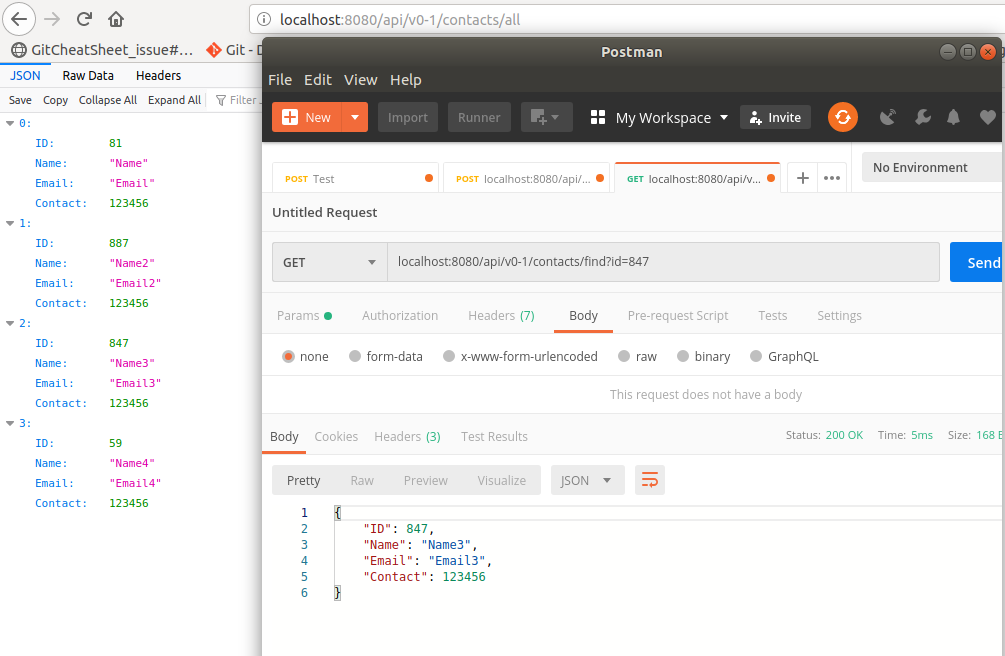 localhost:8080/api/v0-1/contacts/all
GitCheatSheet_issue#... Git - D
JSON Raw Data Headers
Save Copy Collapse All Expand All Filter
0:
ID: 81
Name: "Name"
Email: "Email"
Contact: 123456
1:
ID: 887
Name: "Name2"
Email: "Email2"
Contact: 123456
2:
ID: 847
Name: "Name3"
Email: "Email3"
Contact: 123456
3:
ID: 59
Name: "Name4"
Email: "Email4"
Contact: 123456
Postman
File Edit View Help
New Import Runner My Workspace Invite
POST Test POST localhost:8080/api/... GET localhost:8080/api/v... + ••• No Environment
Untitled Request
GET localhost:8080/api/v0-1/contacts/find?id=847 Send
Params Authorization Headers (7) Body Pre-request Script Tests Settings
none form-data x-www-form-urlencoded raw binary GraphQL
This request does not have a body
Body Cookies Headers (3) Test Results Status: 200 OK Time: 5ms Size: 168 B
Pretty Raw Preview Visualize JSON
1 {
2 "ID": 847,
3 "Name": "Name3",
4 "Email": "Email3",
5 "Contact": 123456
6 }